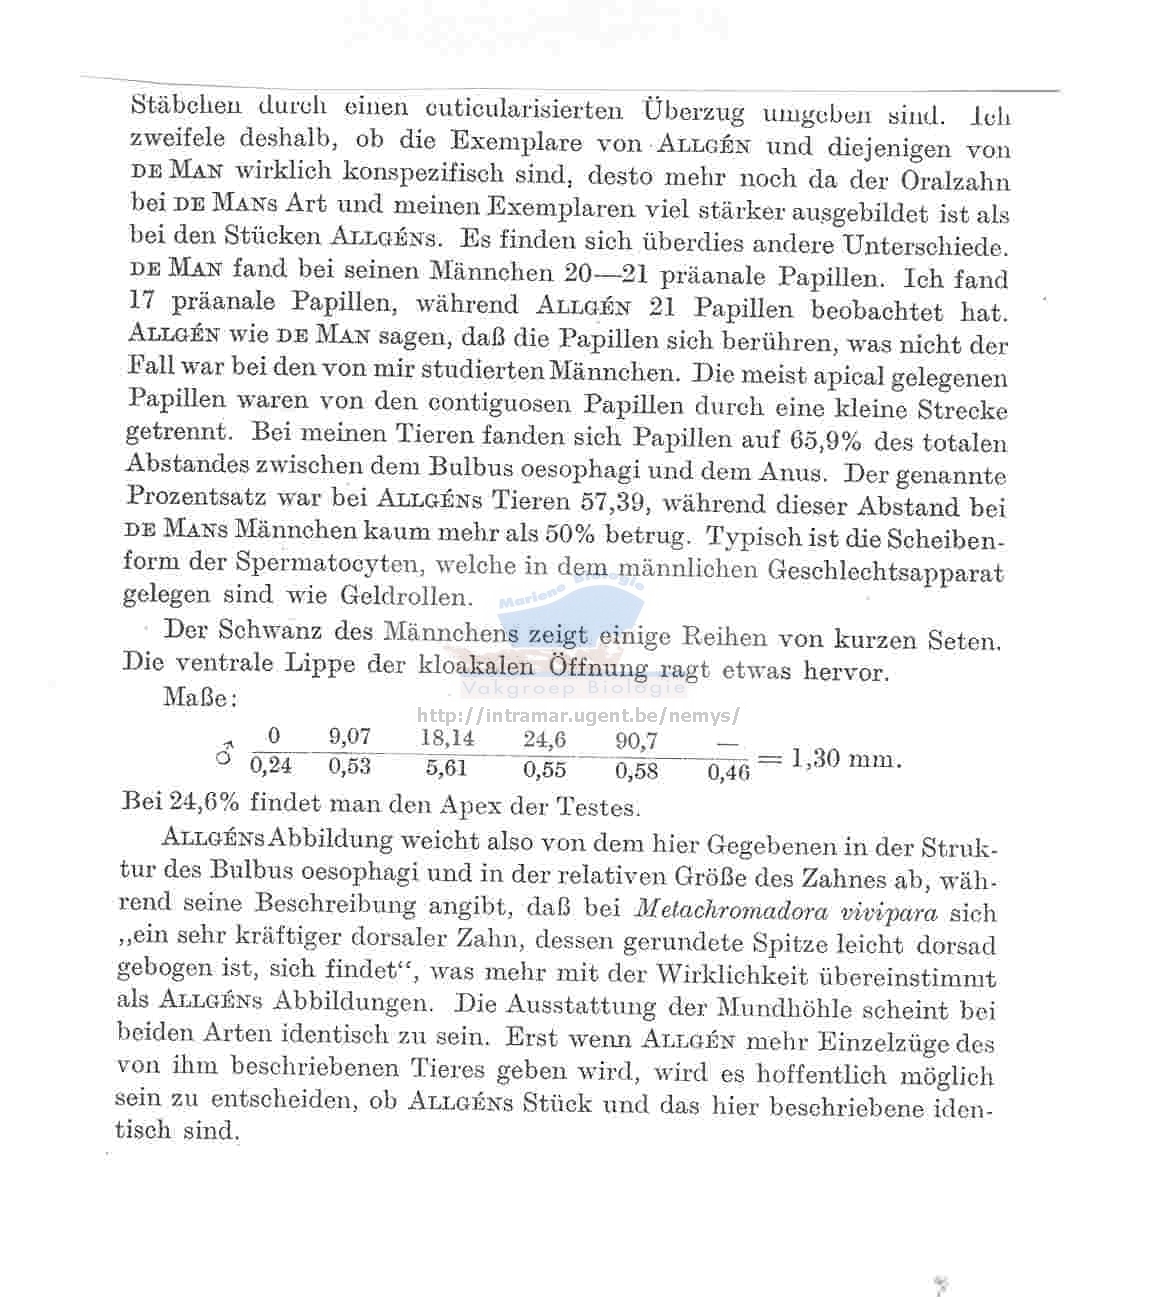 Stäbchen durch einen cuticularisierten Überzug umgeben sind. Ich
zweifele deshalb, ob die Exemplare von ALLGÉN und diejenigen von
DE MAN wirklich konspezifisch sind, desto mehr noch da der Oralzahn
bei DE MANS Art und meinen Exemplaren viel stärker ausgebildet ist als
bei den Stücken ALLGÉNS. Es finden sich überdies andere Unterschiede.
DE MAN fand bei seinen Männchen 20—21 präanale Papillen. Ich fand
17 präanale Papillen, während ALLGÉN 21 Papillen beobachtet hat.
ALLGÉN wie DE MAN sagen, daß die Papillen sich berühren, was nicht der
Fall war bei den von mir studierten Männchen. Die meist apical gelegenen
Papillen waren von den contiguosen Papillen durch eine kleine Strecke
getrennt. Bei meinen Tieren fanden sich Papillen auf 65,9% des totalen
Abstandes zwischen dem Bulbus oesophagi und dem Anus. Der genannte
Prozentsatz war bei ALLGÉNS Tieren 57,39, während dieser Abstand bei
DE MANS Männchen kaum mehr als 50% betrug. Typisch ist die Scheiben-
form der Spermatocyten, welche in dem männlichen Geschlechtsapparat
gelegen sind wie Geldrollen.
Mariene Biologie
Der Schwanz des Männchens zeigt einige Reihen von kurzen Seten.
Die ventrale Lippe der kloakalen Öffnung ragt etwas hervor.
Vakgroep Biologie
Maße:
http://intramar.ugent.be/nemys/
0 9,07 18,14 24,6 90,7 —
♂ 0,24 0,53 5,61 0,55 0,58 0,46 = 1,30 mm.
Bei 24,6% findet man den Apex der Testes.
ALLGÉNS Abbildung weicht also von dem hier Gegebenen in der Struk-
tur des Bulbus oesophagi und in der relativen Größe des Zahnes ab, wäh-
rend seine Beschreibung angibt, daß bei Metachromadora vivipara sich
„ein sehr kräftiger dorsaler Zahn, dessen gerundete Spitze leicht dorsad
gebogen ist, sich findet“, was mehr mit der Wirklichkeit übereinstimmt
als ALLGÉNS Abbildungen. Die Ausstattung der Mundhöhle scheint bei
beiden Arten identisch zu sein. Erst wenn ALLGÉN mehr Einzelzüge des
von ihm beschriebenen Tieres geben wird, wird es hoffentlich möglich
sein zu entscheiden, ob ALLGÉNS Stück und das hier beschriebene iden-
tisch sind.